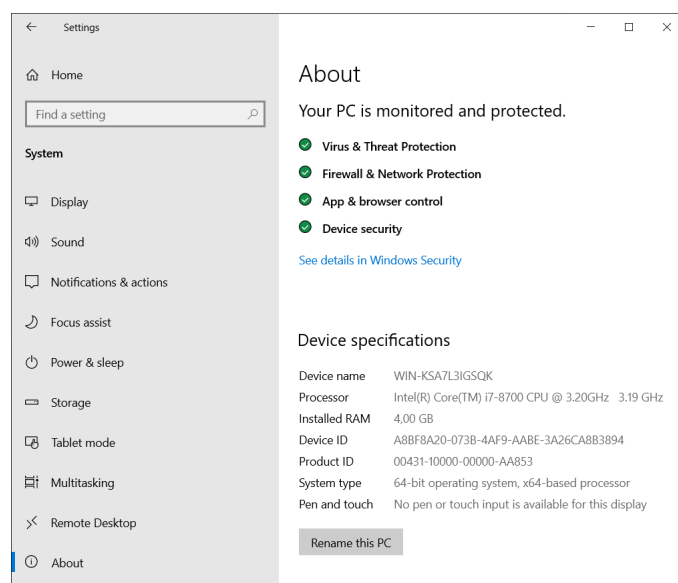 Settings
Home
Find a setting
System
Display
Sound
Notifications & actions
Focus assist
Power & sleep
Storage
Tablet mode
Multitasking
Remote Desktop
About
About
Your PC is monitored and protected.
Virus & Threat Protection
Firewall & Network Protection
App & browser control
Device security
See details in Windows Security
Device specifications
Device name WIN-KSA7L3IGSQK
Processor Intel(R) Core(TM) i7-8700 CPU @ 3.20GHz 3.19 GHz
Installed RAM 4,00 GB
Device ID A8BF8A20-073B-4AF9-AABE-3A26CA8B3894
Product ID 00431-10000-00000-AA853
System type 64-bit operating system, x64-based processor
Pen and touch No pen or touch input is available for this display
Rename this PC